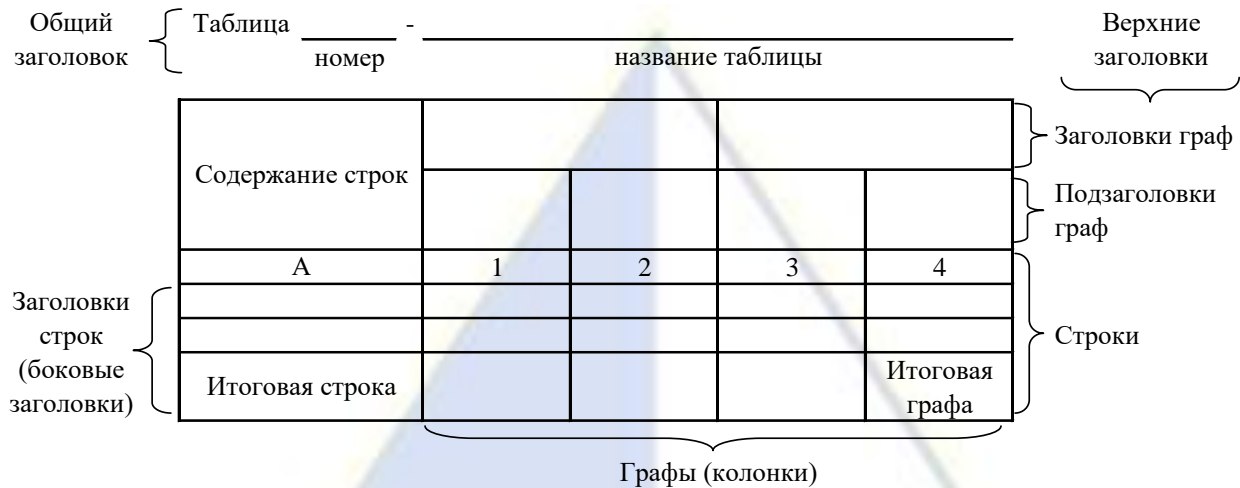 Общий
заголовок
Таблица -
номер
название таблицы
Верхние
заголовки
Содержание строк
Заголовки граф
Подзаголовки
граф
А 1 2 3 4
Заголовки
строк
(боковые
заголовки)
Строки
Итоговая строка
Итоговая
графа
Графы (колонки)